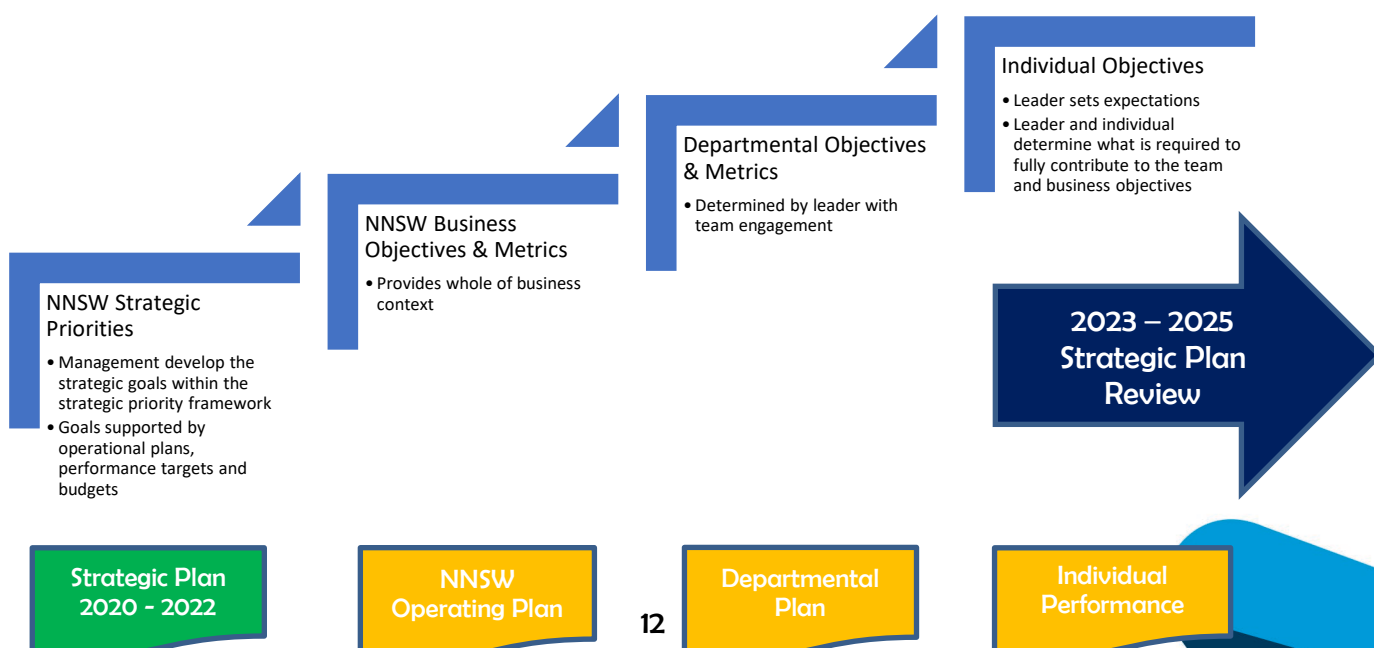 NNSW Strategic
Priorities
• Management develop the
strategic goals within the
strategic priority framework
• Goals supported by
operational plans,
performance targets and
budgets
NNSW Business
Objectives & Metrics
• Provides whole of business
context
Departmental Objectives
& Metrics
• Determined by leader with
team engagement
Individual Objectives
• Leader sets expectations
• Leader and individual
determine what is required to
fully contribute to the team
and business objectives
2023 – 2025
Strategic Plan
Review
Strategic Plan
2020 - 2022
NNSW
Operating Plan
12
Departmental
Plan
Individual
Performance